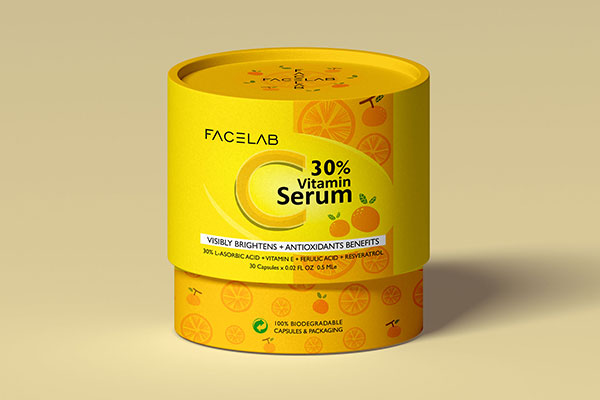 FACELAB
FACELAB
FACELAB
C
30%
Vitamin
Serum
VISIBLY BRIGHTENS + ANTIOXIDANTS BENEFITS
30% L-ASORBIC ACID + VITAMIN E + FERULIC ACID + RESVERATROL
30 Capsules x 0.02 FL OZ 0.5 MLe
100% BIODEGRADABLE
CAPSULES & PACKAGING